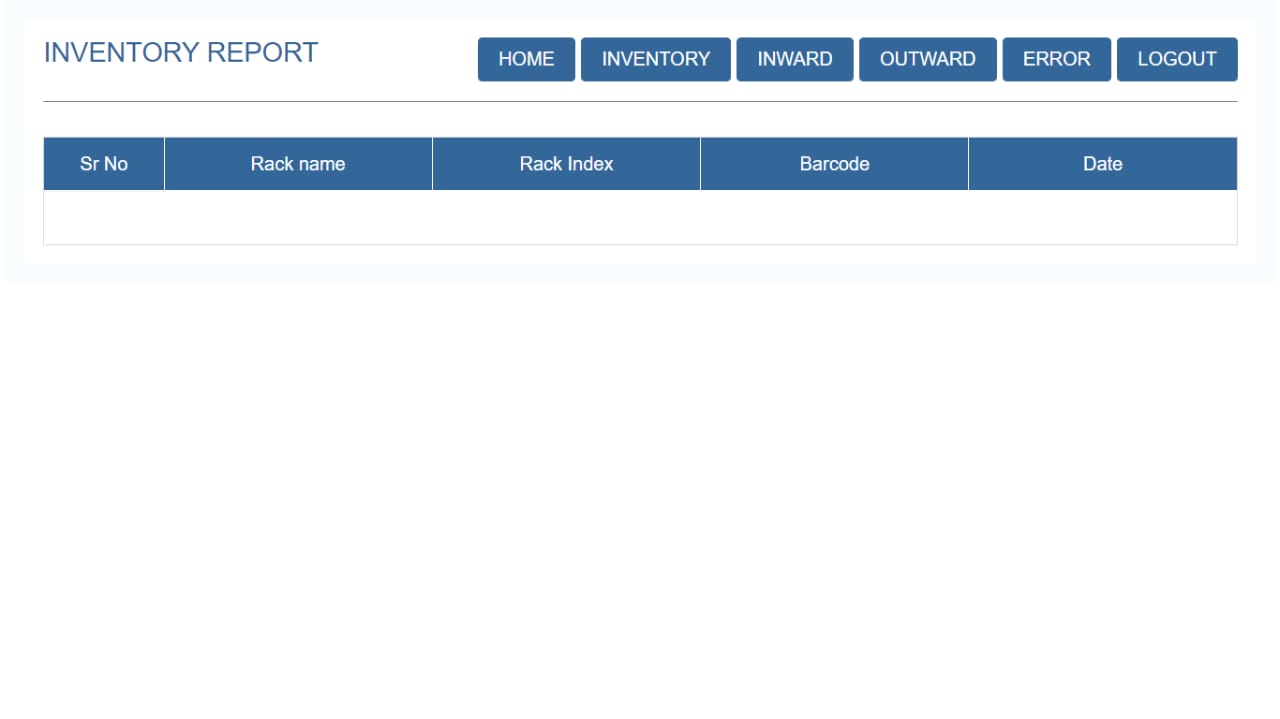 INVENTORY REPORT
HOME INVENTORY INWARD OUTWARD ERROR LOGOUT
Sr No Rack name Rack Index Barcode Date